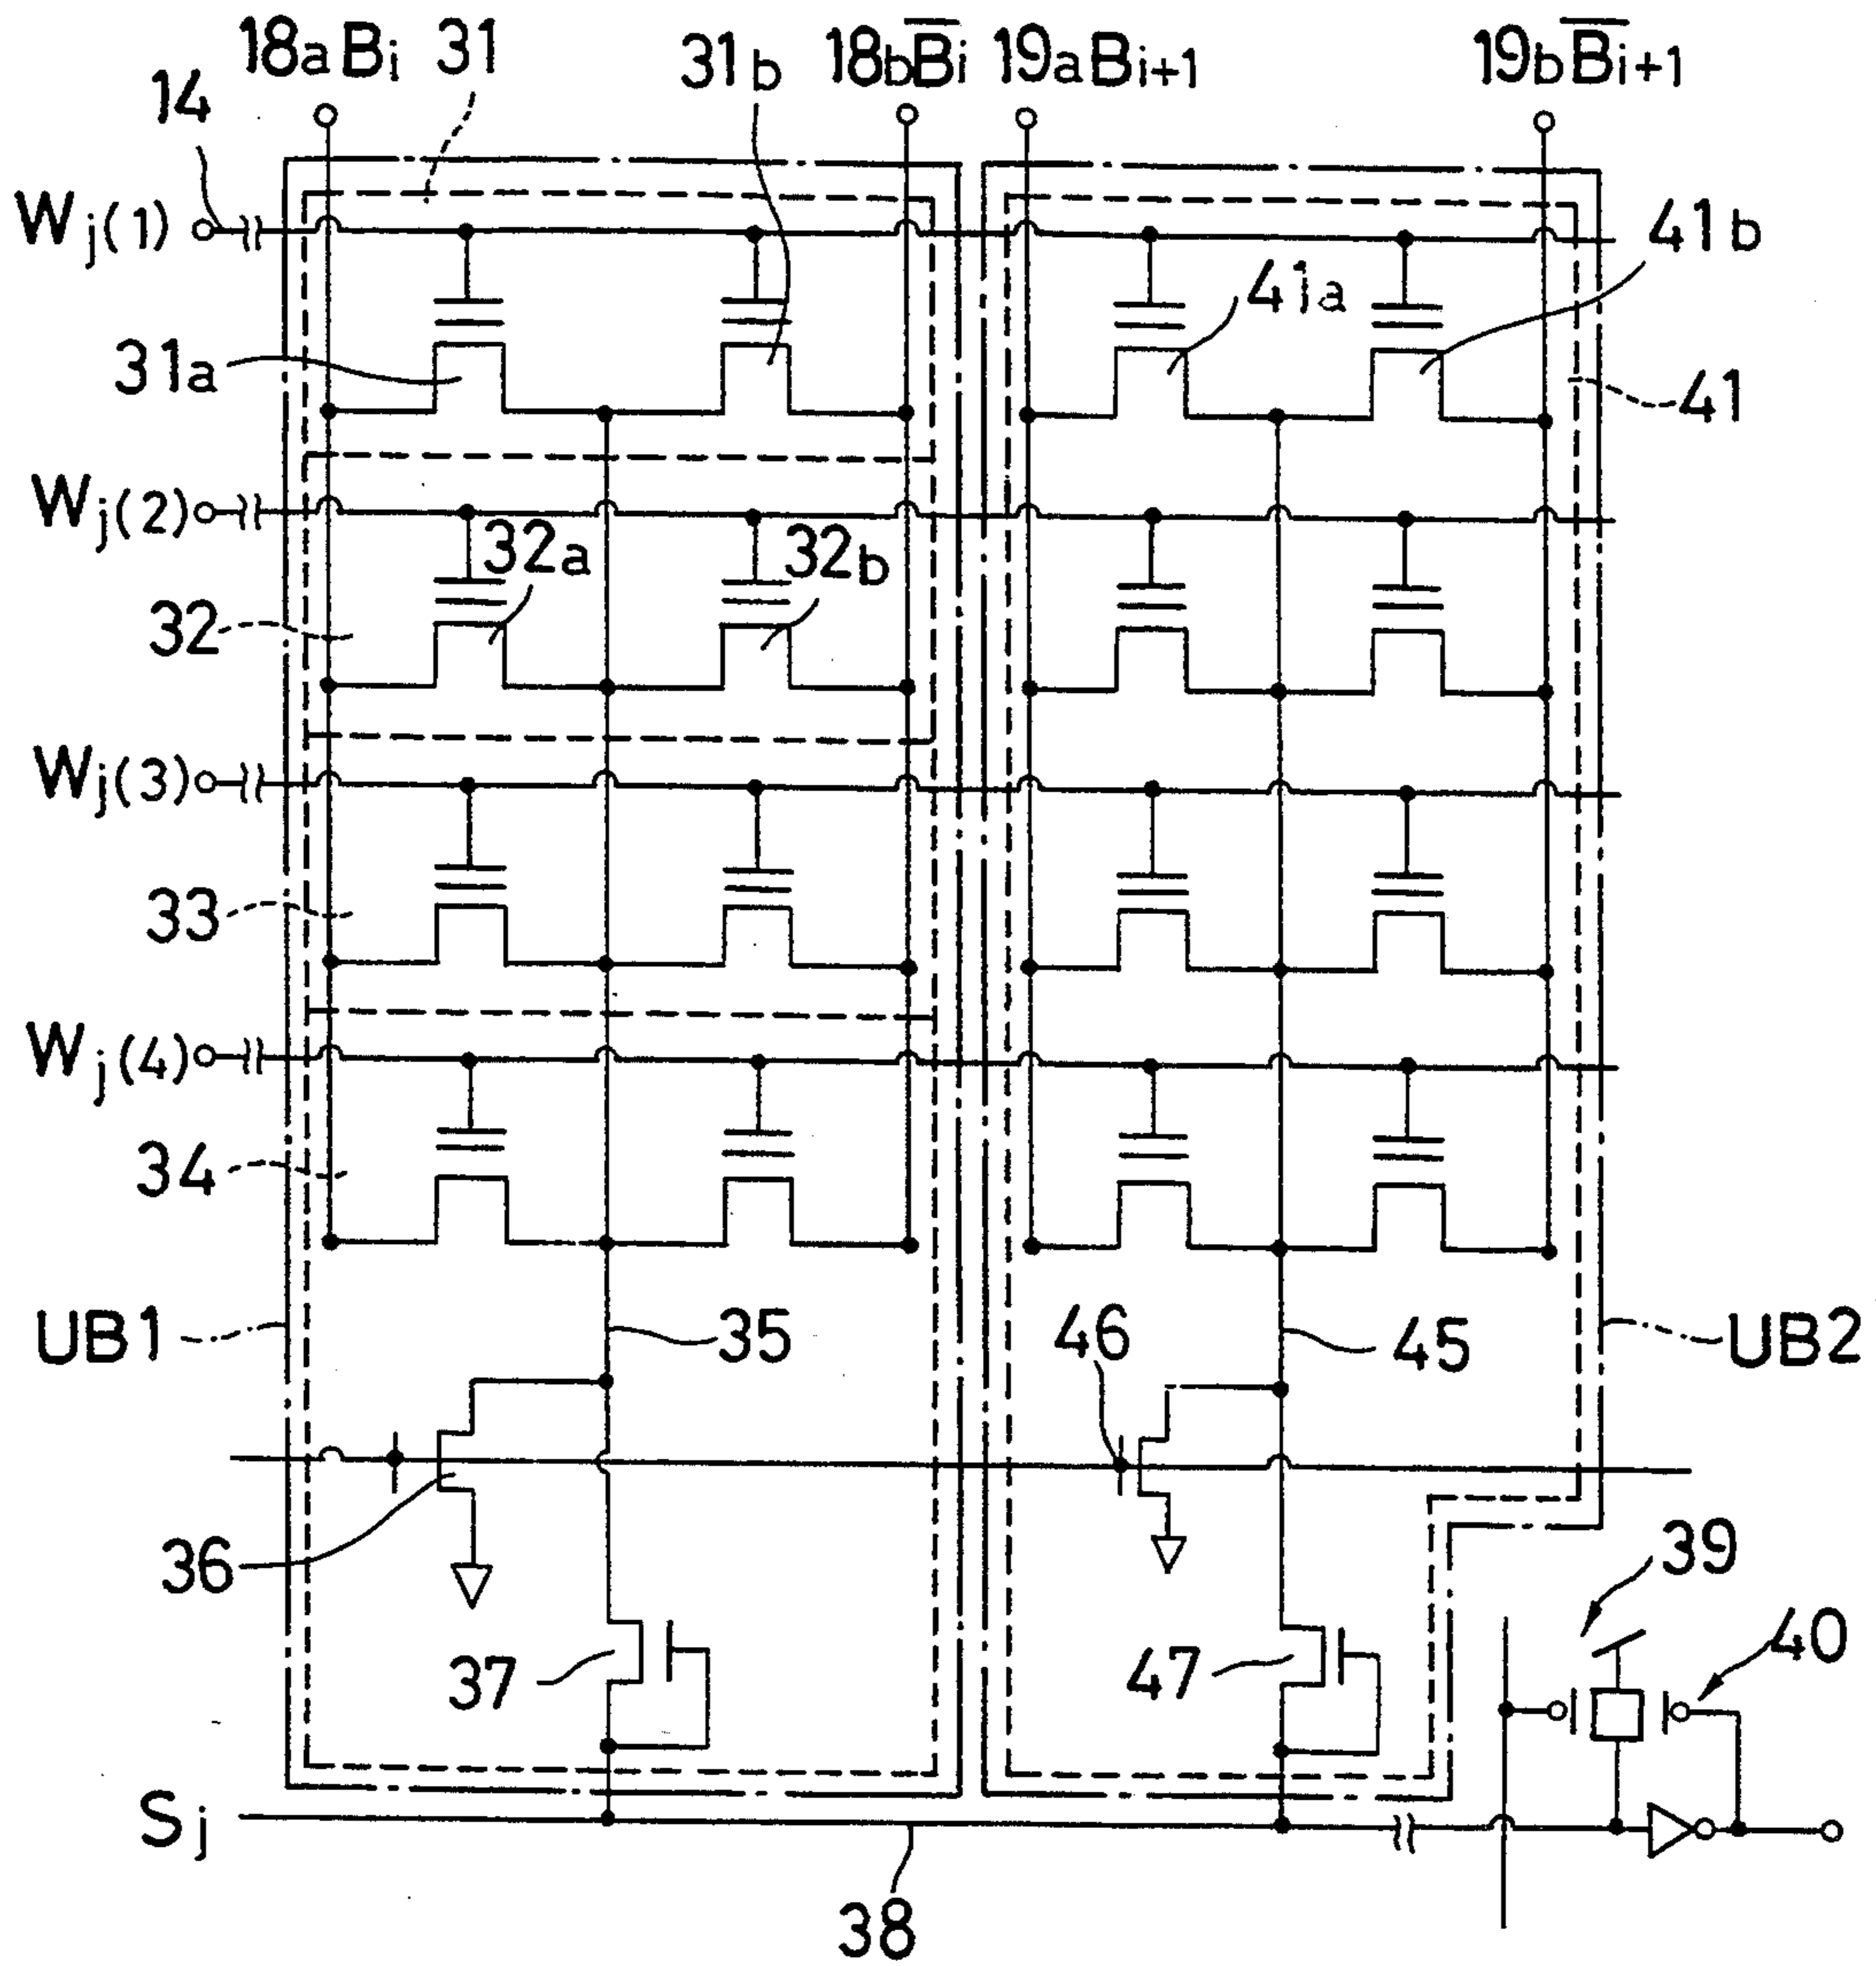 18a Bi 31 31b 18b B̅i̅ 19a Bi+1 19b B̅i̅+̅1̅
14
Wj(1)
41b
41a
31a
41
Wj(2)
32a 32b
32
Wj(3)
33
Wj(4)
34
UB1 35 46 45 UB2
36
39
37 47 40
Sj
38